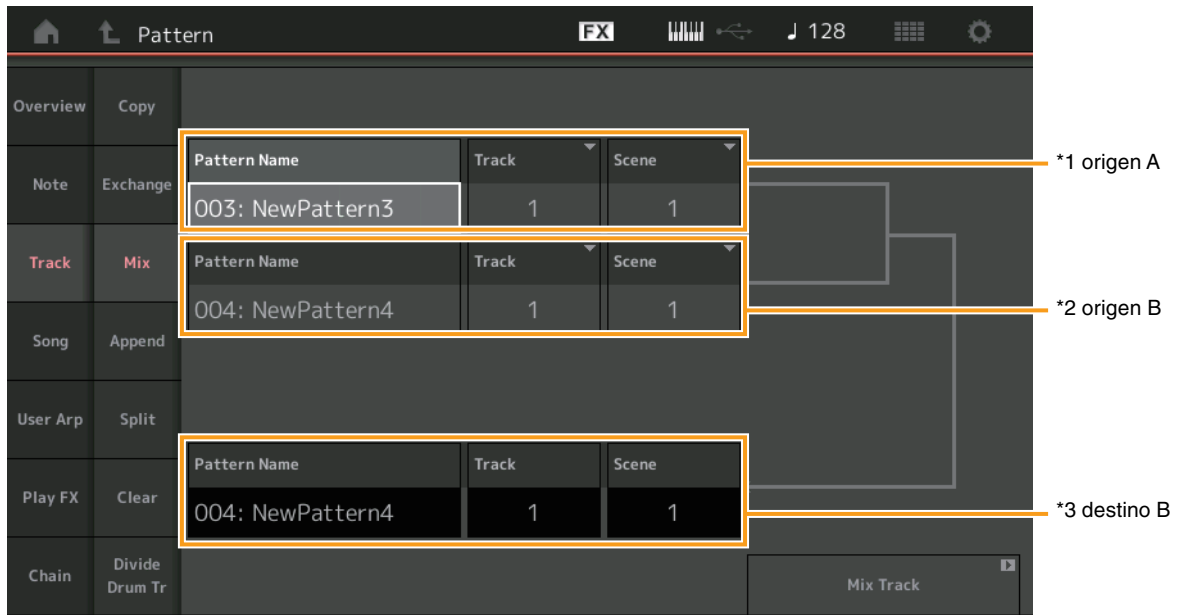 Pattern
FX
♩ 128
Overview
Copy
Pattern Name
Track
Scene
*1 origen A
Note
Exchange
003: NewPattern3
1
1
Track
Mix
Pattern Name
Track
Scene
004: NewPattern4
1
1
*2 origen B
Song
Append
User Arp
Split
Pattern Name
Track
Scene
Play FX
Clear
004: NewPattern4
1
1
*3 destino B
Chain
Divide
Drum Tr
Mix Track